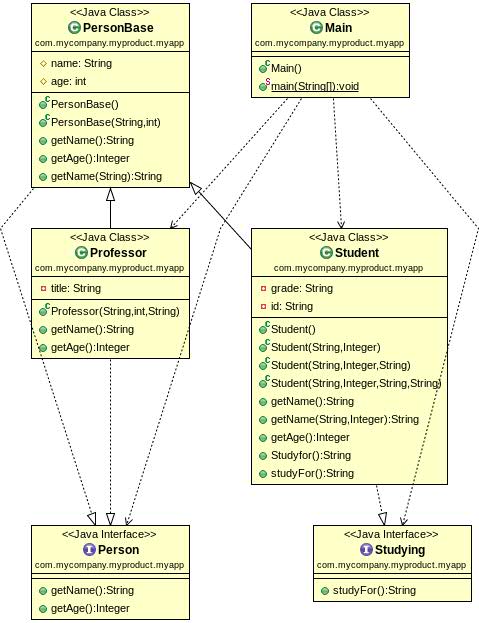 <<Java Class>>
PersonBase
com.mycompany.myproduct.myapp
name: String
age: int
PersonBase()
PersonBase(String,int)
getName():String
getAge():Integer
getName(String):String
<<Java Class>>
Main
com.mycompany.myproduct.myapp
Main()
main(String[]):void
<<Java Class>>
Professor
com.mycompany.myproduct.myapp
title: String
Professor(String,int,String)
getName():String
getAge():Integer
<<Java Class>>
Student
com.mycompany.myproduct.myapp
grade: String
id: String
Student()
Student(String,Integer)
Student(String,Integer,String)
Student(String,Integer,String,String)
getName():String
getName(String,Integer):String
getAge():Integer
Studyfor():String
studyFor():String
<<Java Interface>>
Person
com.mycompany.myproduct.myapp
getName():String
getAge():Integer
<<Java Interface>>
Studying
com.mycompany.myproduct.myapp
studyFor():String